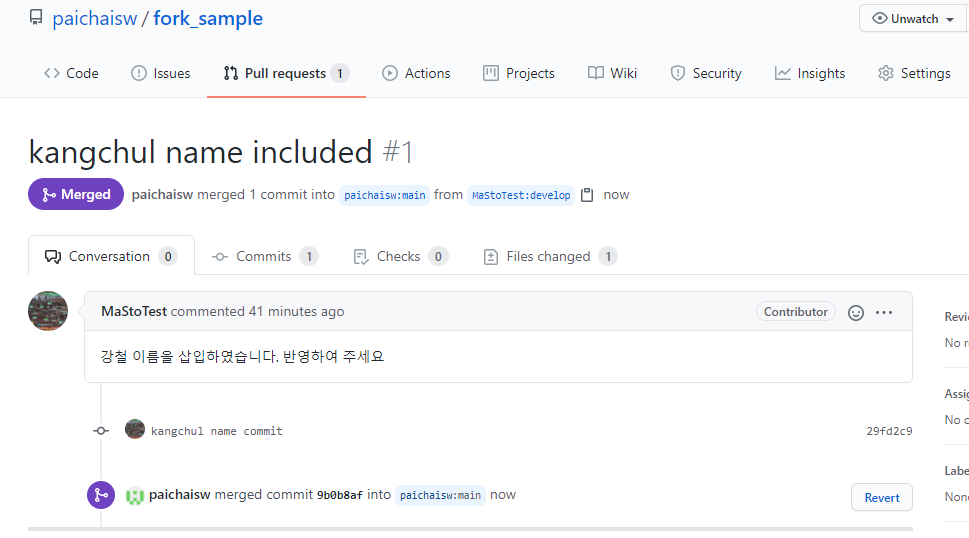 paichaisw / fork_sample
Unwatch
Code Issues Pull requests 1 Actions Projects Wiki Security Insights Settings
kangchul name included #1
Merged paichaisw merged 1 commit into paichaisw:main from MaStoTest:develop now
Conversation 0 Commits 1 Checks 0 Files changed 1
MaStoTest commented 41 minutes ago Contributor
강철 이름을 삽입하였습니다. 반영하여 주세요
kangchul name commit 29fd2c9
paichaisw merged commit 9b0b8af into paichaisw:main now
Revert
Revie
No r
Assig
No o
Labe
None